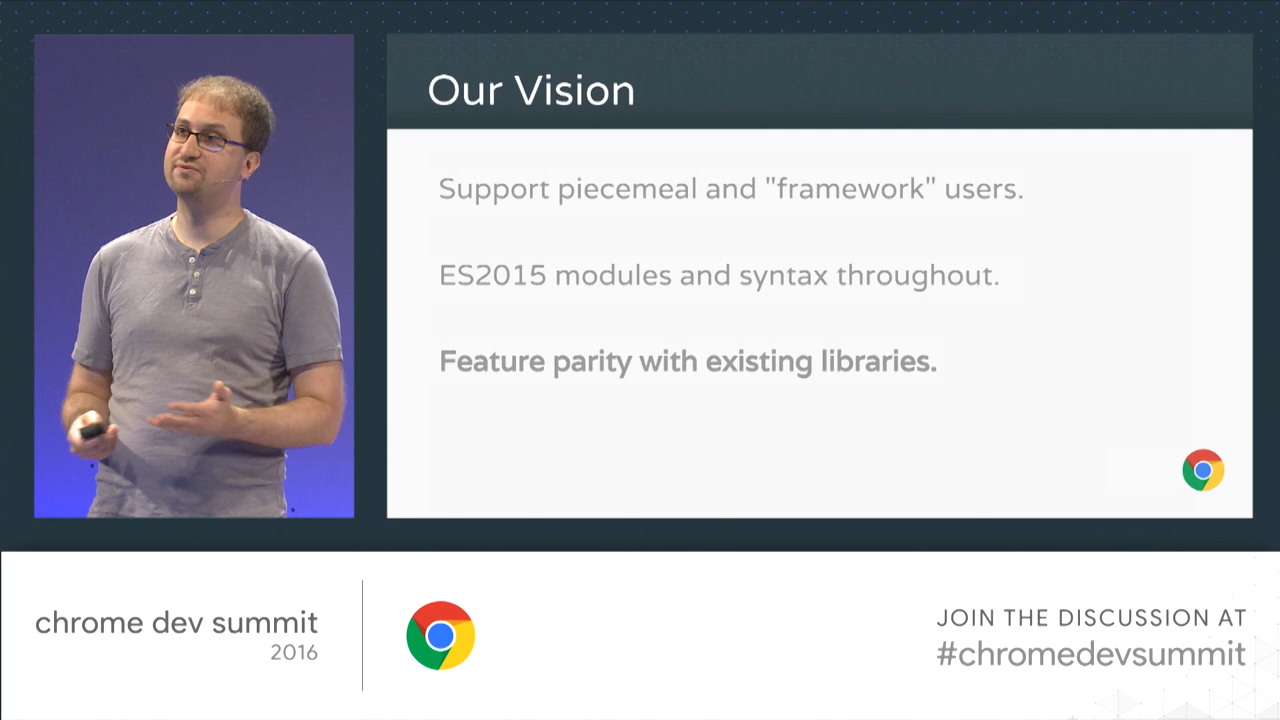 Our Vision
Support piecemeal and "framework" users.
ES2015 modules and syntax throughout.
Feature parity with existing libraries.
chrome dev summit
2016
JOIN THE DISCUSSION AT
#chromedevsummit